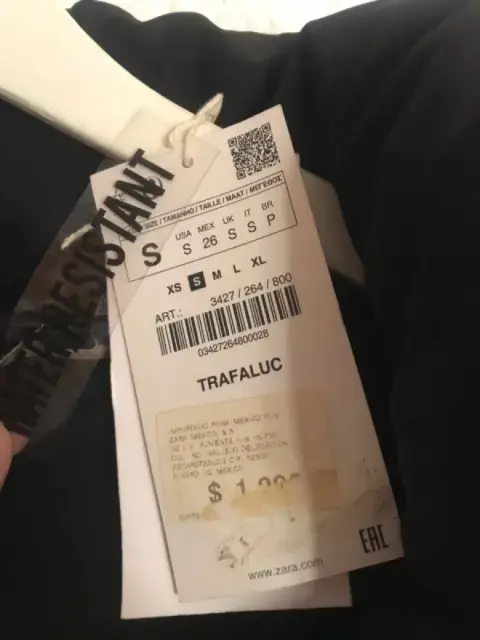 WATER RESISTANT
SIZE / TAMANHO / TAILLE / MAAT / ΜΕΓΕΘΟΣ
USA MEX UK IT BR
S S 26 S S P
XS S M L XL
ART.: 3427 / 264 / 800
03427264800028
TRAFALUC
IMPORTADO PARA MEXICO POR
ZARA MEXICO, S.A.
MEXICO
$ 1,
www.zara.com
EAC